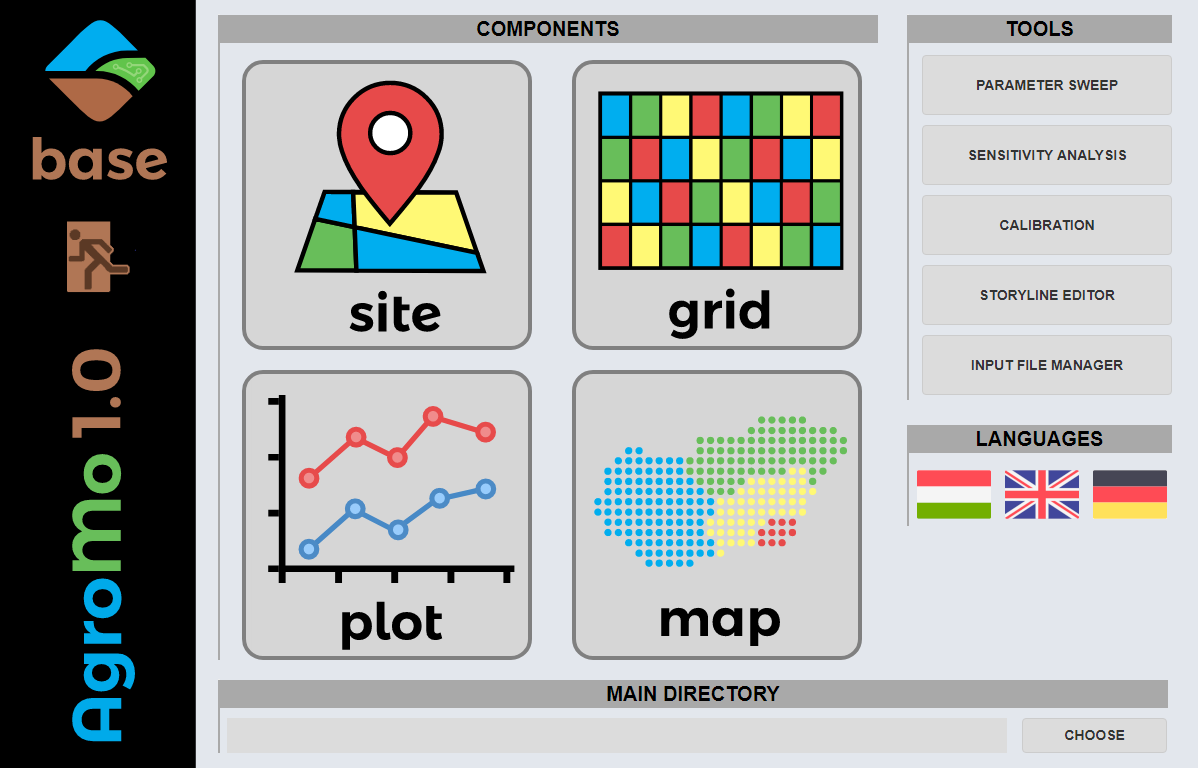 base
AgroMo 1.0
COMPONENTS
site
grid
plot
map
TOOLS
PARAMETER SWEEP
SENSITIVITY ANALYSIS
CALIBRATION
STORYLINE EDITOR
INPUT FILE MANAGER
LANGUAGES
MAIN DIRECTORY
CHOOSE